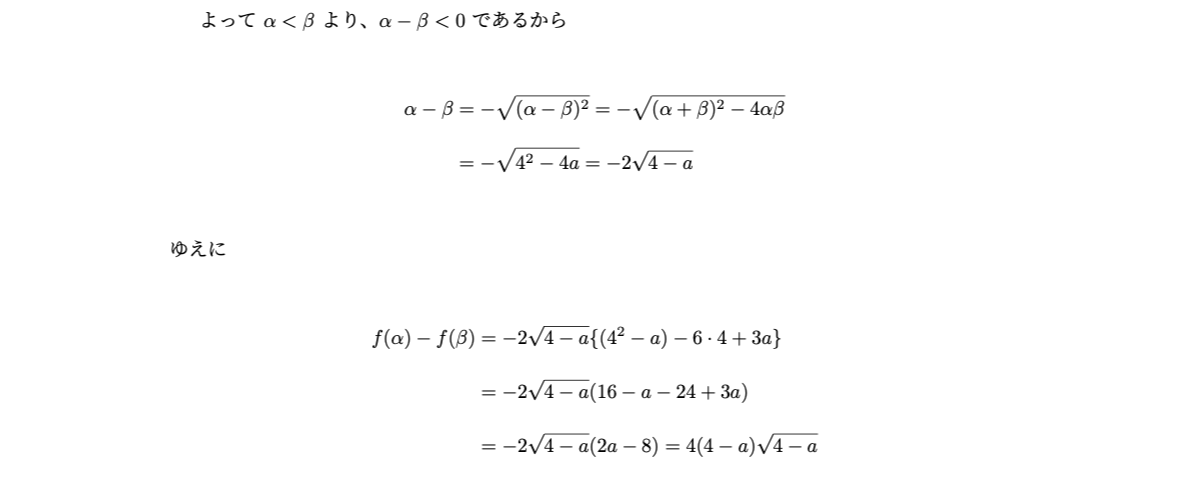 よって α < β より、α − β < 0 であるから
α − β = −√(α − β)² = −√(α + β)² − 4αβ
= −√4² − 4a = −2√4 − a
ゆえに
f(α) − f(β) = −2√4 − a{(4² − a) − 6 · 4 + 3a}
= −2√4 − a(16 − a − 24 + 3a)
= −2√4 − a(2a − 8) = 4(4 − a)√4 − a